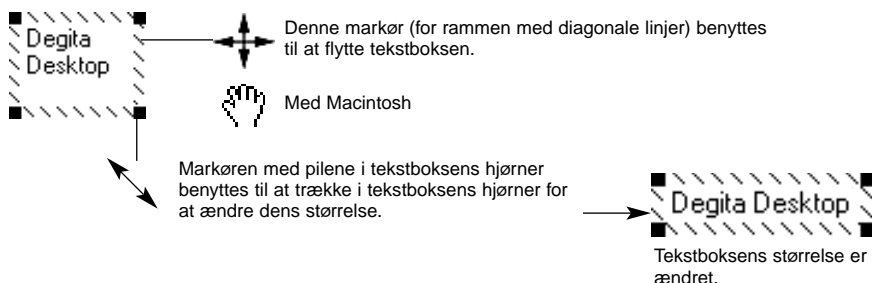 Degita
Desktop
Denne markør (for rammen med diagonale linjer) benyttes
til at flytte tekstboksen.
Med Macintosh
Markøren med pilene i tekstboksens hjørner
benyttes til at trække i tekstboksens hjørner for
at ændre dens størrelse.
Degita Desktop
Tekstboksens størrelse er
ændret.